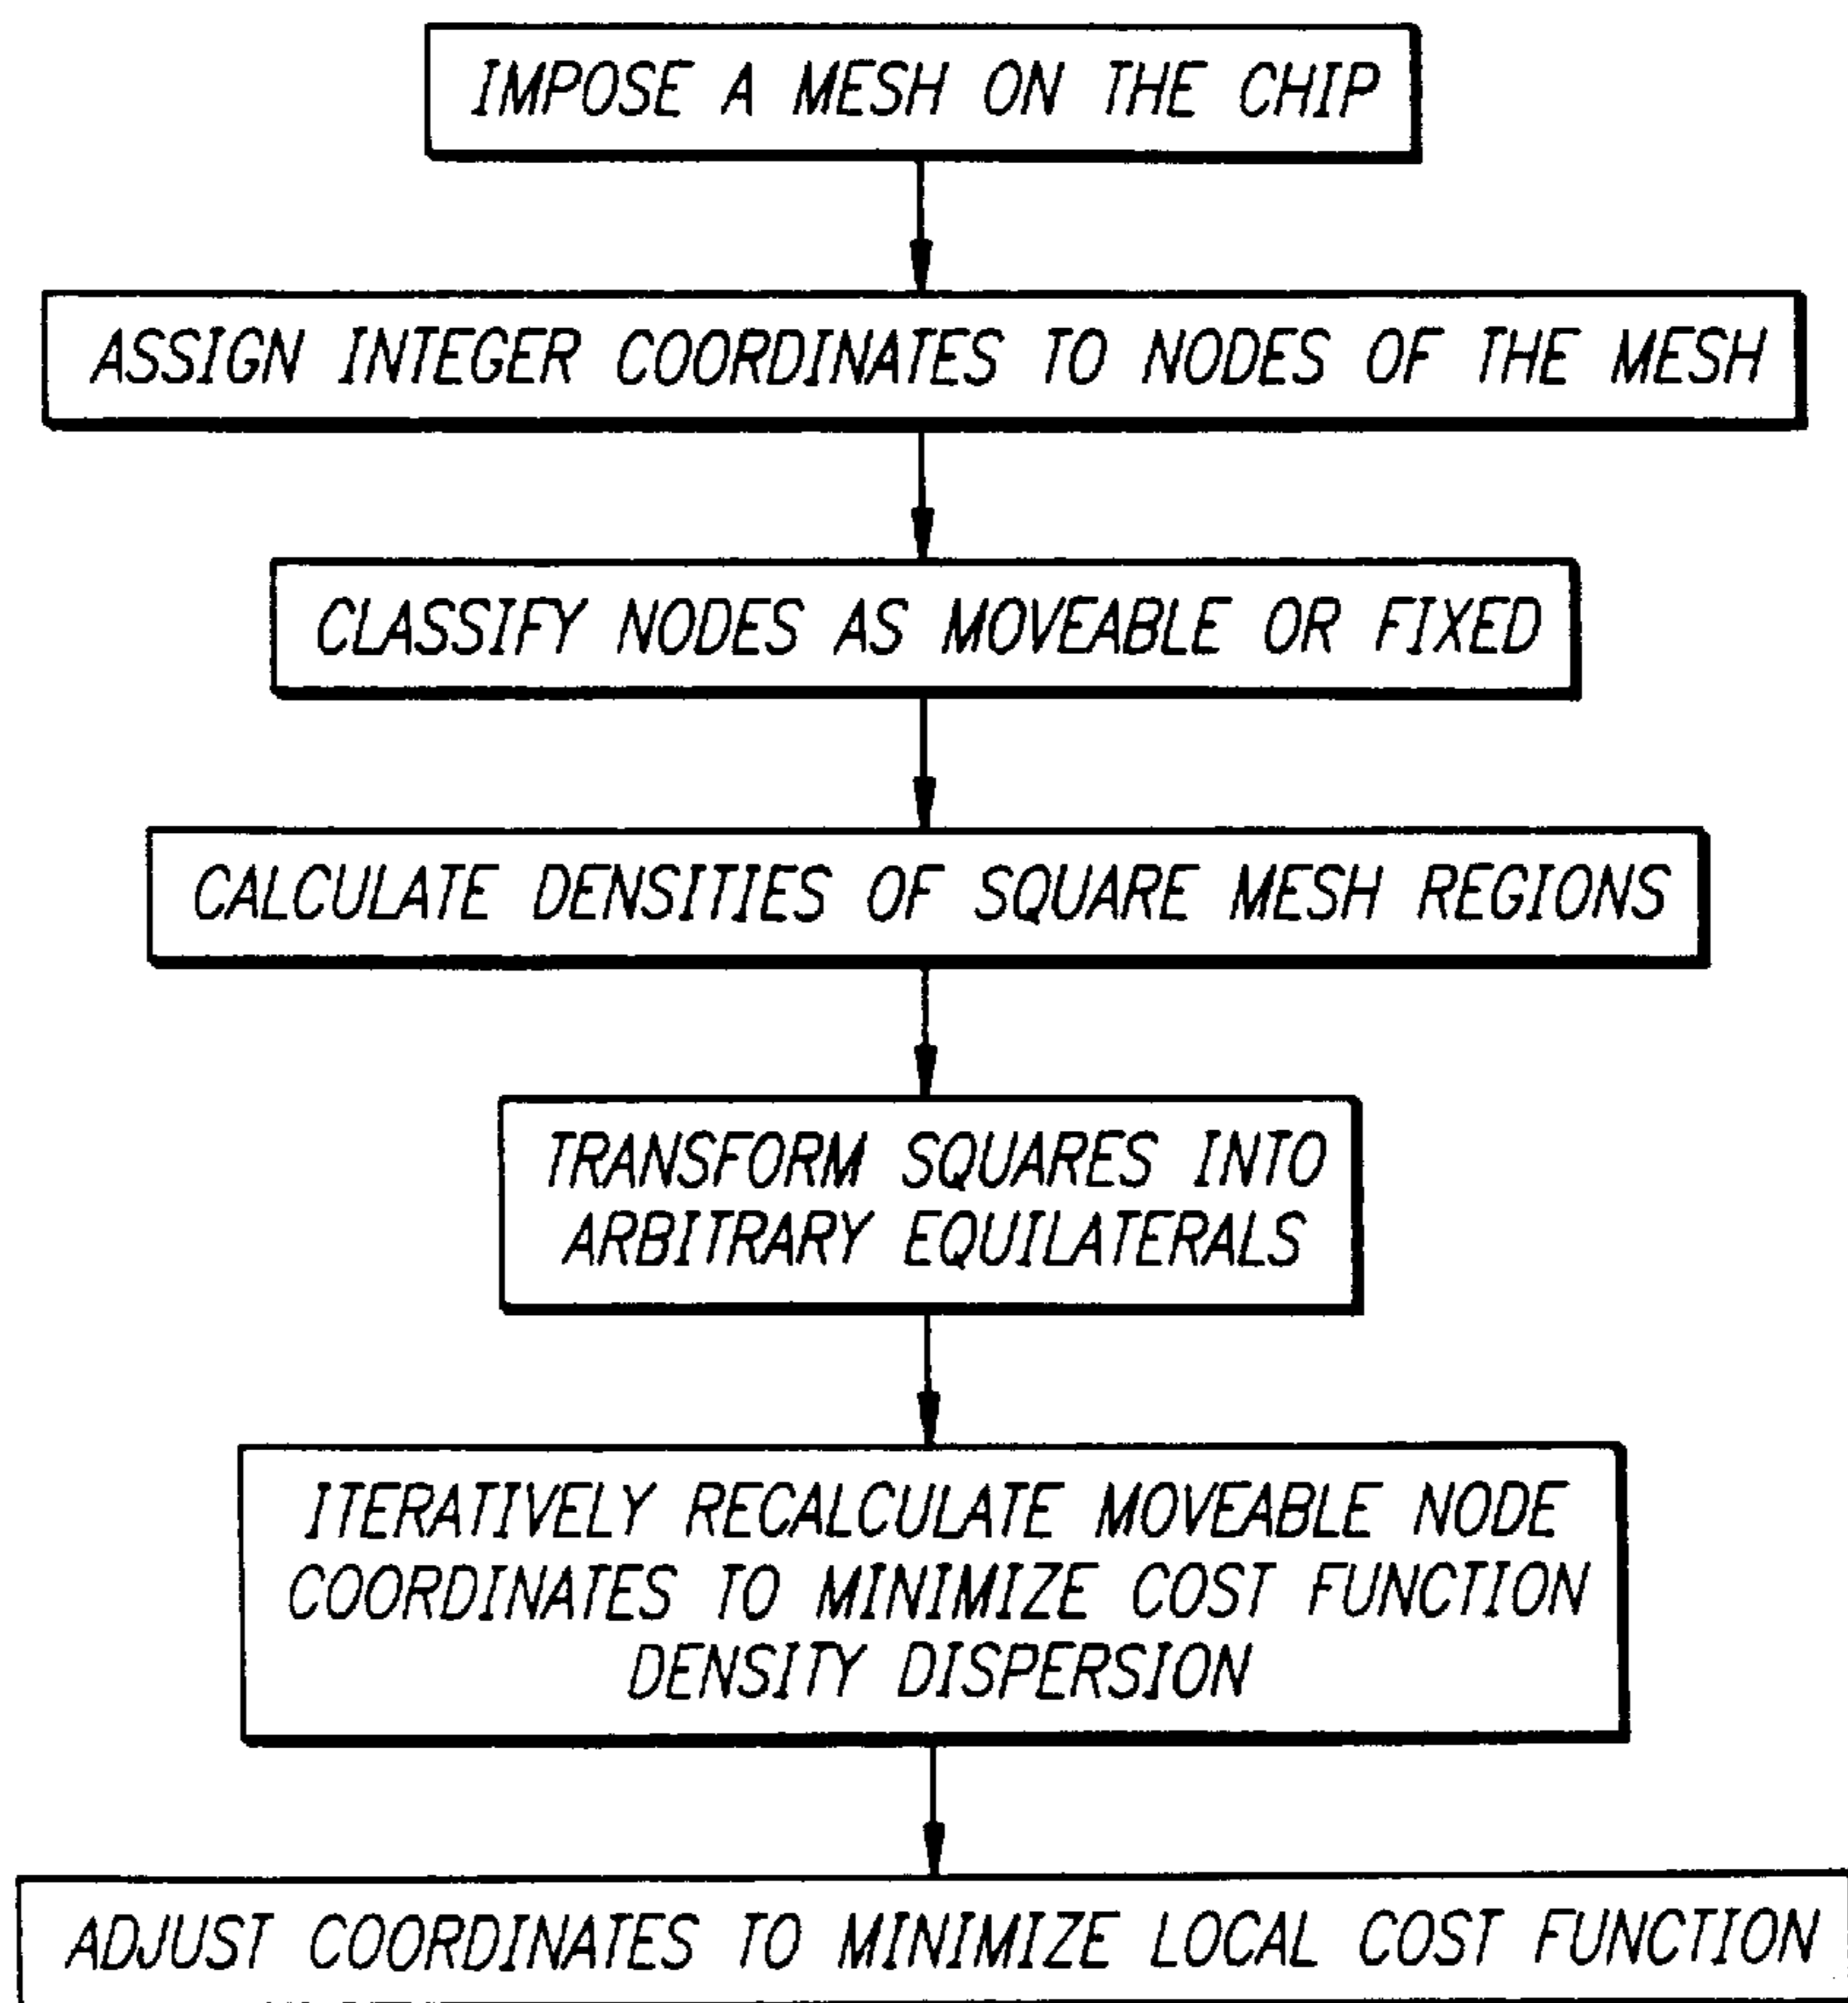 IMPOSE A MESH ON THE CHIP
ASSIGN INTEGER COORDINATES TO NODES OF THE MESH
CLASSIFY NODES AS MOVEABLE OR FIXED
CALCULATE DENSITIES OF SQUARE MESH REGIONS
TRANSFORM SQUARES INTO
ARBITRARY EQUILATERALS
ITERATIVELY RECALCULATE MOVEABLE NODE
COORDINATES TO MINIMIZE COST FUNCTION
DENSITY DISPERSION
ADJUST COORDINATES TO MINIMIZE LOCAL COST FUNCTION